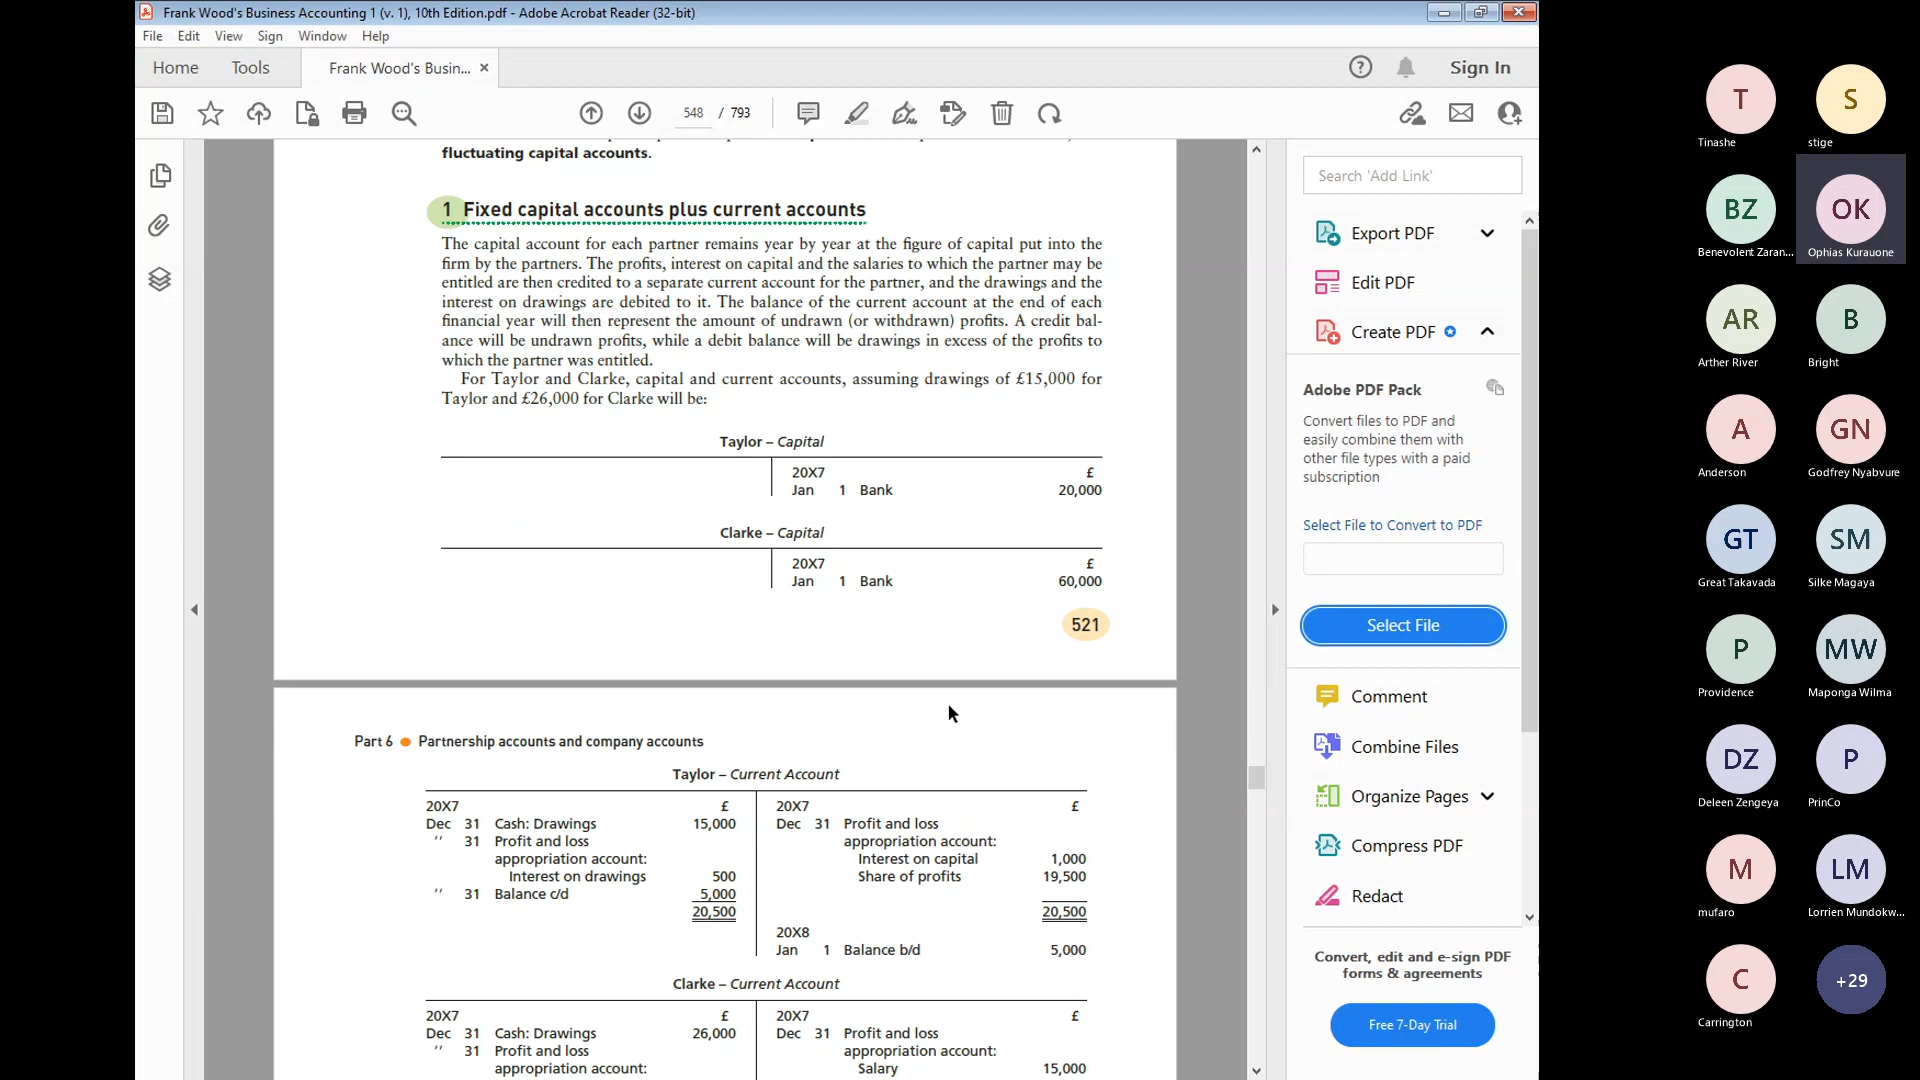 Frank Wood's Business Accounting 1 (v. 1), 10th Edition.pdf - Adobe Acrobat Reader (32-bit)
File Edit View Sign Window Help
Home Tools Frank Wood's Busin... × Sign In
548 / 793
fluctuating capital accounts.
1 Fixed capital accounts plus current accounts
The capital account for each partner remains year by year at the figure of capital put into the
firm by the partners. The profits, interest on capital and the salaries to which the partner may be
entitled are then credited to a separate current account for the partner, and the drawings and the
interest on drawings are debited to it. The balance of the current account at the end of each
financial year will then represent the amount of undrawn (or withdrawn) profits. A credit bal-
ance will be undrawn profits, while a debit balance will be drawings in excess of the profits to
which the partner was entitled.
For Taylor and Clarke, capital and current accounts, assuming drawings of £15,000 for
Taylor and £26,000 for Clarke will be:
Taylor – Capital
20X7 £
Jan 1 Bank 20,000
Clarke – Capital
20X7 £
Jan 1 Bank 60,000
521
Part 6 ● Partnership accounts and company accounts
Taylor – Current Account
20X7 £ 20X7 £
Dec 31 Cash: Drawings 15,000 Dec 31 Profit and loss
″ 31 Profit and loss appropriation account:
appropriation account: Interest on capital 1,000
Interest on drawings 500 Share of profits 19,500
″ 31 Balance c/d 5,000
20,500 20,500
20X8
Jan 1 Balance b/d 5,000
Clarke – Current Account
20X7 £ 20X7 £
Dec 31 Cash: Drawings 26,000 Dec 31 Profit and loss
″ 31 Profit and loss appropriation account:
appropriation account: Salary 15,000
Search 'Add Link'
Export PDF
Edit PDF
Create PDF
Adobe PDF Pack
Convert files to PDF and
easily combine them with
other file types with a paid
subscription
Select File to Convert to PDF
Select File
Comment
Combine Files
Organize Pages
Compress PDF
Redact
Convert, edit and e-sign PDF
forms & agreements
Free 7-Day Trial
T S
Tinashe stige
BZ OK
Benevolent Zaran... Ophias Kurauone
AR B
Arther River Bright
A GN
Anderson Godfrey Nyabvure
GT SM
Great Takavada Silke Magaya
P MW
Providence Maponga Wilma
DZ P
Deleen Zengeya PrinCo
M LM
mufaro Lorrien Mundokw...
C +29
Carrington